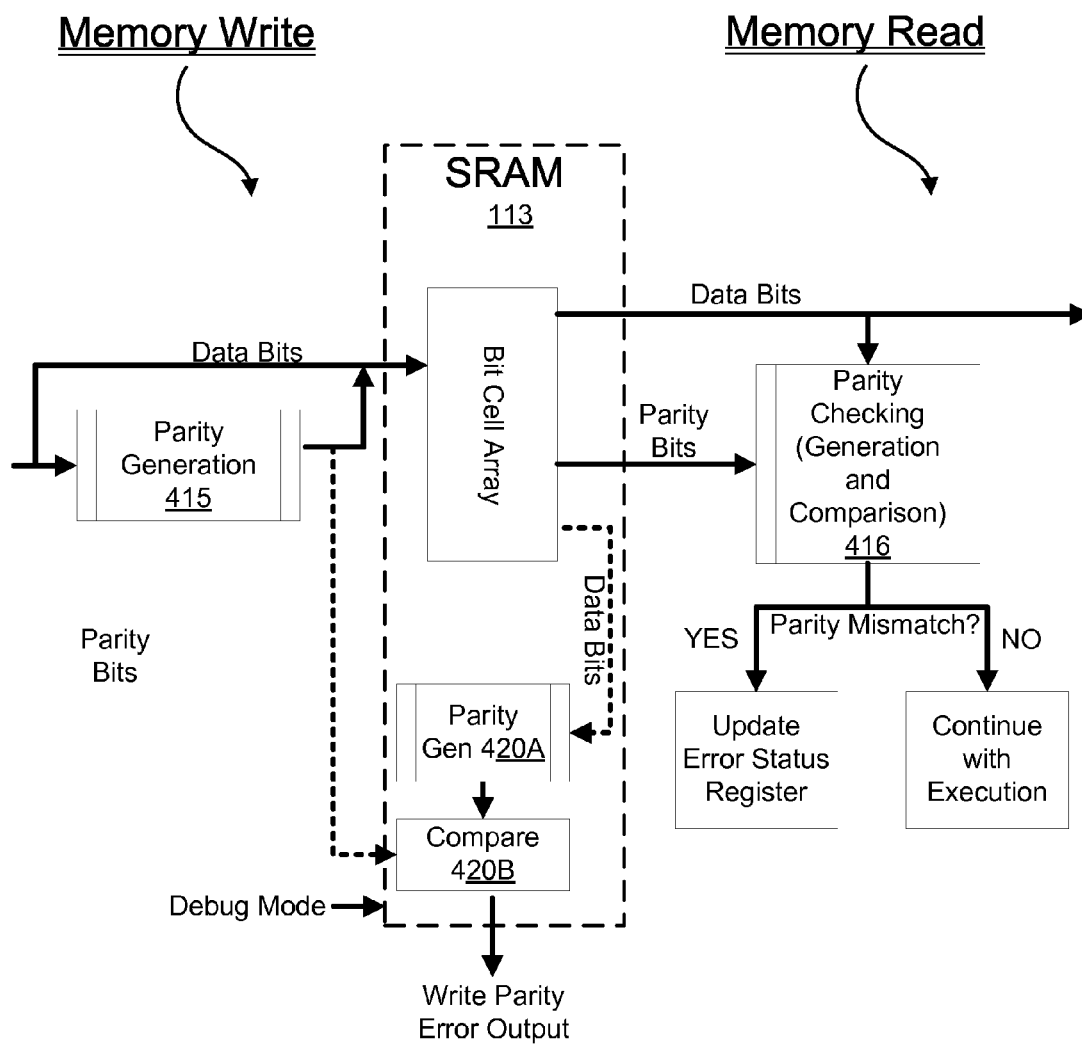 Memory Write
Memory Read
SRAM
113
Data Bits
Data Bits
Bit Cell Array
Parity
Generation
415
Parity
Bits
Parity
Checking
(Generation
and
Comparison)
416
Data Bits
Parity
Bits
Parity Mismatch?
YES
NO
Parity
Gen 420A
Update
Error Status
Register
Continue
with
Execution
Compare
420B
Debug Mode
Write Parity
Error Output